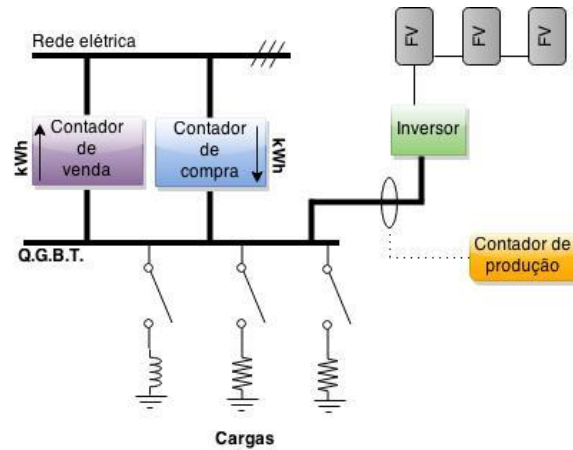 FV
FV
FV
Rede elétrica
kWh
Contador
de
venda
Contador
de
compra
kWh
Inversor
Q.G.B.T.
Contador de
produção
Cargas